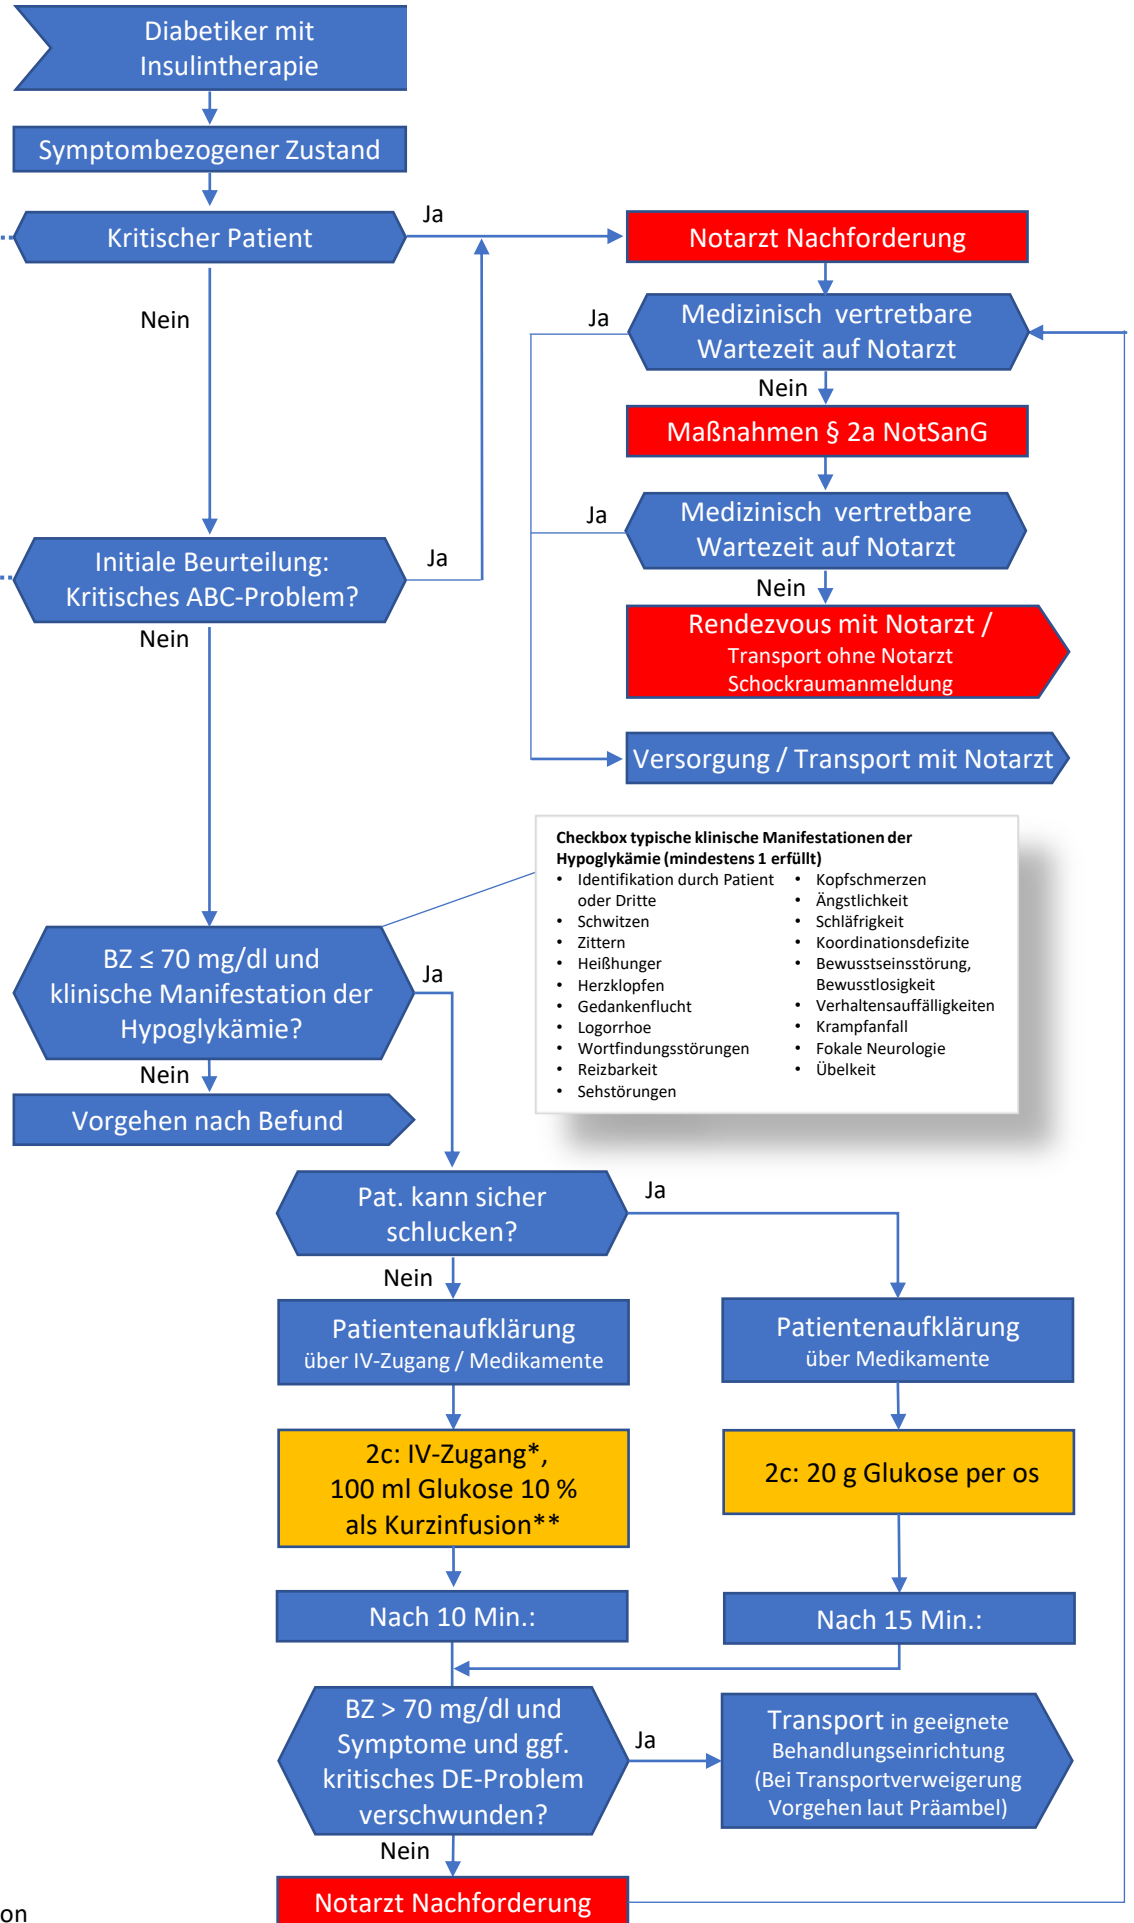 Diabetiker mit
Insulintherapie
Symptombezogener Zustand
Kritischer Patient
Ja
Notarzt Nachforderung
Nein
Ja
Medizinisch vertretbare
Wartezeit auf Notarzt
Nein
Maßnahmen § 2a NotSanG
Ja
Medizinisch vertretbare
Wartezeit auf Notarzt
Initiale Beurteilung:
Kritisches ABC-Problem?
Ja
Nein
Nein
Rendezvous mit Notarzt /
Transport ohne Notarzt
Schockraumanmeldung
Versorgung / Transport mit Notarzt
Checkbox typische klinische Manifestationen der
Hypoglykämie (mindestens 1 erfüllt)
• Identifikation durch Patient
oder Dritte
• Schwitzen
• Zittern
• Heißhunger
• Herzklopfen
• Gedankenflucht
• Logorrhoe
• Wortfindungsstörungen
• Reizbarkeit
• Sehstörungen
• Kopfschmerzen
• Ängstlichkeit
• Schläfrigkeit
• Koordinationsdefizite
• Bewusstseinsstörung,
Bewusstlosigkeit
• Verhaltensauffälligkeiten
• Krampfanfall
• Fokale Neurologie
• Übelkeit
BZ ≤ 70 mg/dl und
klinische Manifestation der
Hypoglykämie?
Ja
Nein
Vorgehen nach Befund
Pat. kann sicher
schlucken?
Ja
Nein
Patientenaufklärung
über IV-Zugang / Medikamente
Patientenaufklärung
über Medikamente
2c: IV-Zugang*,
100 ml Glukose 10 %
als Kurzinfusion**
2c: 20 g Glukose per os
Nach 10 Min.:
Nach 15 Min.:
BZ > 70 mg/dl und
Symptome und ggf.
kritisches DE-Problem
verschwunden?
Ja
Transport in geeignete
Behandlungseinrichtung
(Bei Transportverweigerung
Vorgehen laut Präambel)
Nein
Notarzt Nachforderung
on